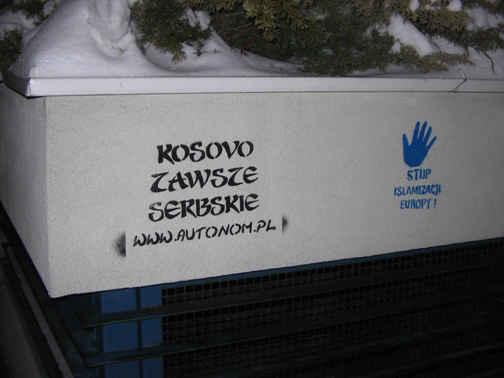 KOSOVO
ZAWSZE
SERBSKIE
WWW.AUTONOM.PL
STOP
ISLAMIZACJI
EUROPY!